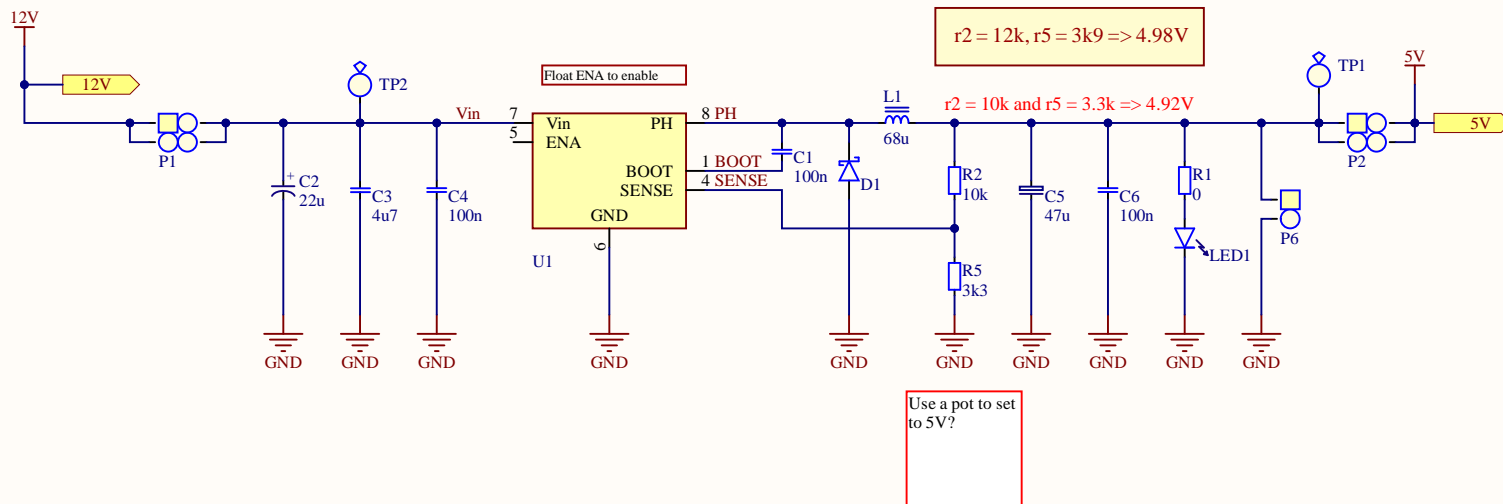 12V
r2 = 12k, r5 = 3k9 => 4.98V
5V
TP1
Float ENA to enable
12V
TP2
L1
r2 = 10k and r5 = 3.3k => 4.92V
Vin
7
Vin
PH
8 PH
5V
5
ENA
68u
P1
P2
C1
1 BOOT
BOOT
100n
R2
R1
4 SENSE
SENSE
D1
10k
0
+
C2
22u
C3
4u7
C4
100n
C5
47u
C6
100n
GND
P6
6
U1
LED1
R5
3k3
GND
GND
GND
GND
GND
GND
GND
GND
GND
Use a pot to set
to 5V?